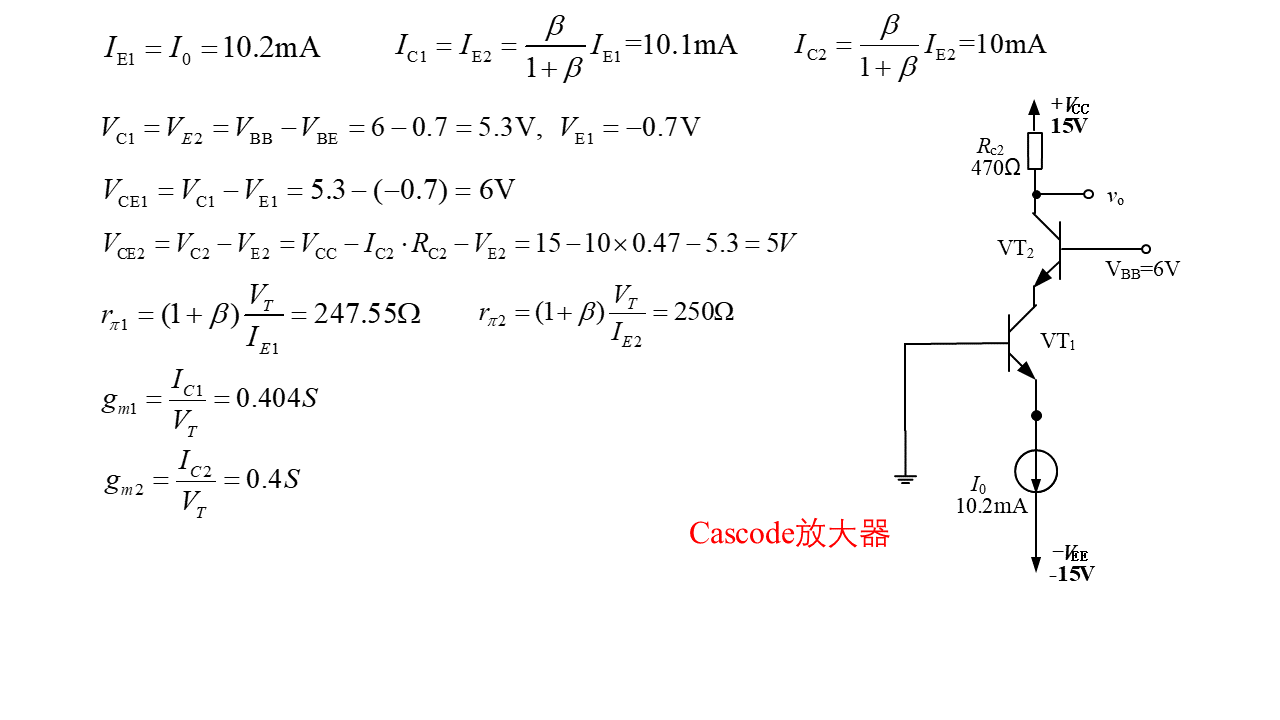 I_E1 = I_0 = 10.2mA
I_C1 = I_E2 = β/(1+β) I_E1=10.1mA
I_C2 = β/(1+β) I_E2=10mA
V_C1 = V_E2 = V_BB − V_BE = 6 − 0.7 = 5.3V, V_E1 = −0.7V
V_CE1 = V_C1 − V_E1 = 5.3 − (−0.7) = 6V
V_CE2 = V_C2 − V_E2 = V_CC − I_C2 · R_C2 − V_E2 = 15 − 10 × 0.47 − 5.3 = 5V
r_π1 = (1 + β) V_T/I_E1 = 247.55Ω
r_π2 = (1 + β) V_T/I_E2 = 250Ω
g_m1 = I_C1/V_T = 0.404S
g_m2 = I_C2/V_T = 0.4S
+V_CC
15V
R_c2
470Ω
v_o
VT_2
V_BB=6V
VT_1
I_0
10.2mA
−V_EE
-15V
Cascode放大器